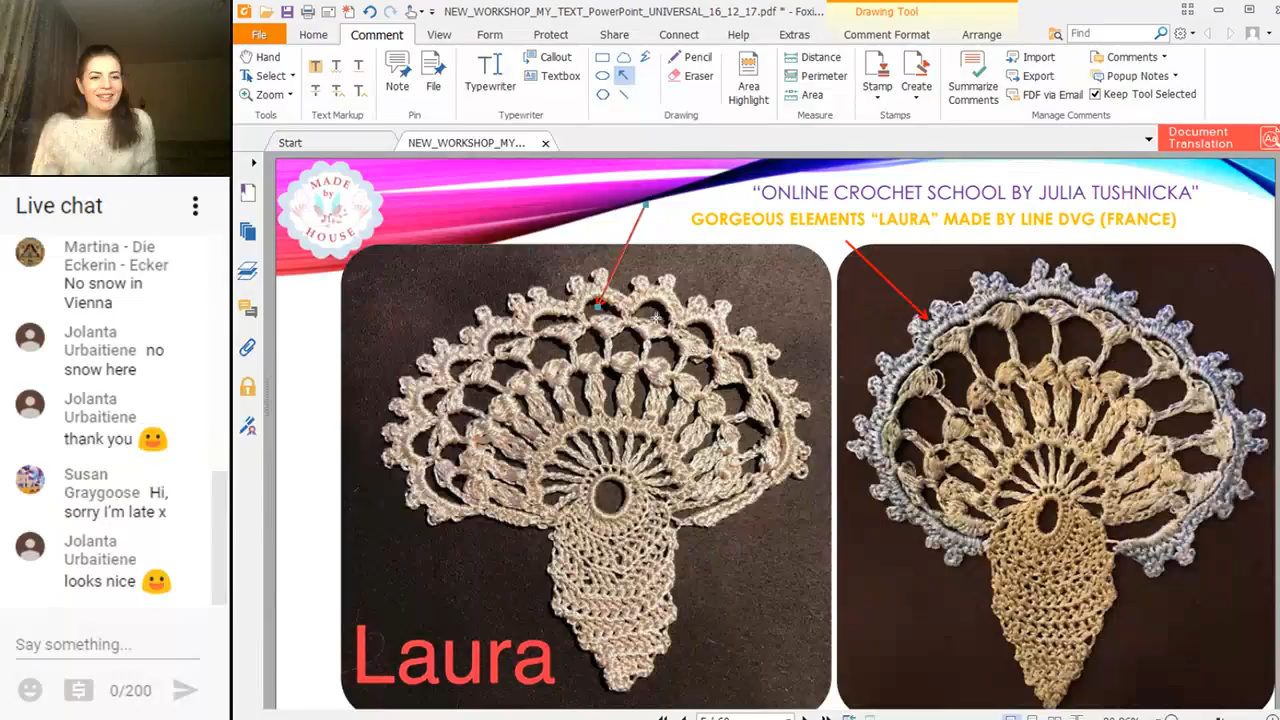 NEW_WORKSHOP_MY_TEXT_PowerPoint_UNIVERSAL_16_12_17.pdf * - Foxi...
Drawing Tool
File Home Comment View Form Protect Share Connect Help Extras Comment Format Arrange Find
Hand
Select
Zoom
Tools
Text Markup
Note
File
Pin
Typewriter
Callout
Textbox
Typewriter
Pencil
Eraser
Area
Highlight
Drawing
Distance
Perimeter
Area
Measure
Stamp
Create
Stamps
Summarize
Comments
Import
Export
FDF via Email
Comments
Popup Notes
Keep Tool Selected
Manage Comments
Start
NEW_WORKSHOP_MY...
Document
Translation
Live chat
Martina - Die
Eckerin - Ecker
No snow in
Vienna
Jolanta
Urbaitiene no
snow here
Jolanta
Urbaitiene
thank you
Susan
Graygoose Hi,
sorry I'm late x
Jolanta
Urbaitiene
looks nice
Say something...
0/200
MADE
by
HOUSE
"ONLINE CROCHET SCHOOL BY JULIA TUSHNICKA"
GORGEOUS ELEMENTS "LAURA" MADE BY LINE DVG (FRANCE)
Laura